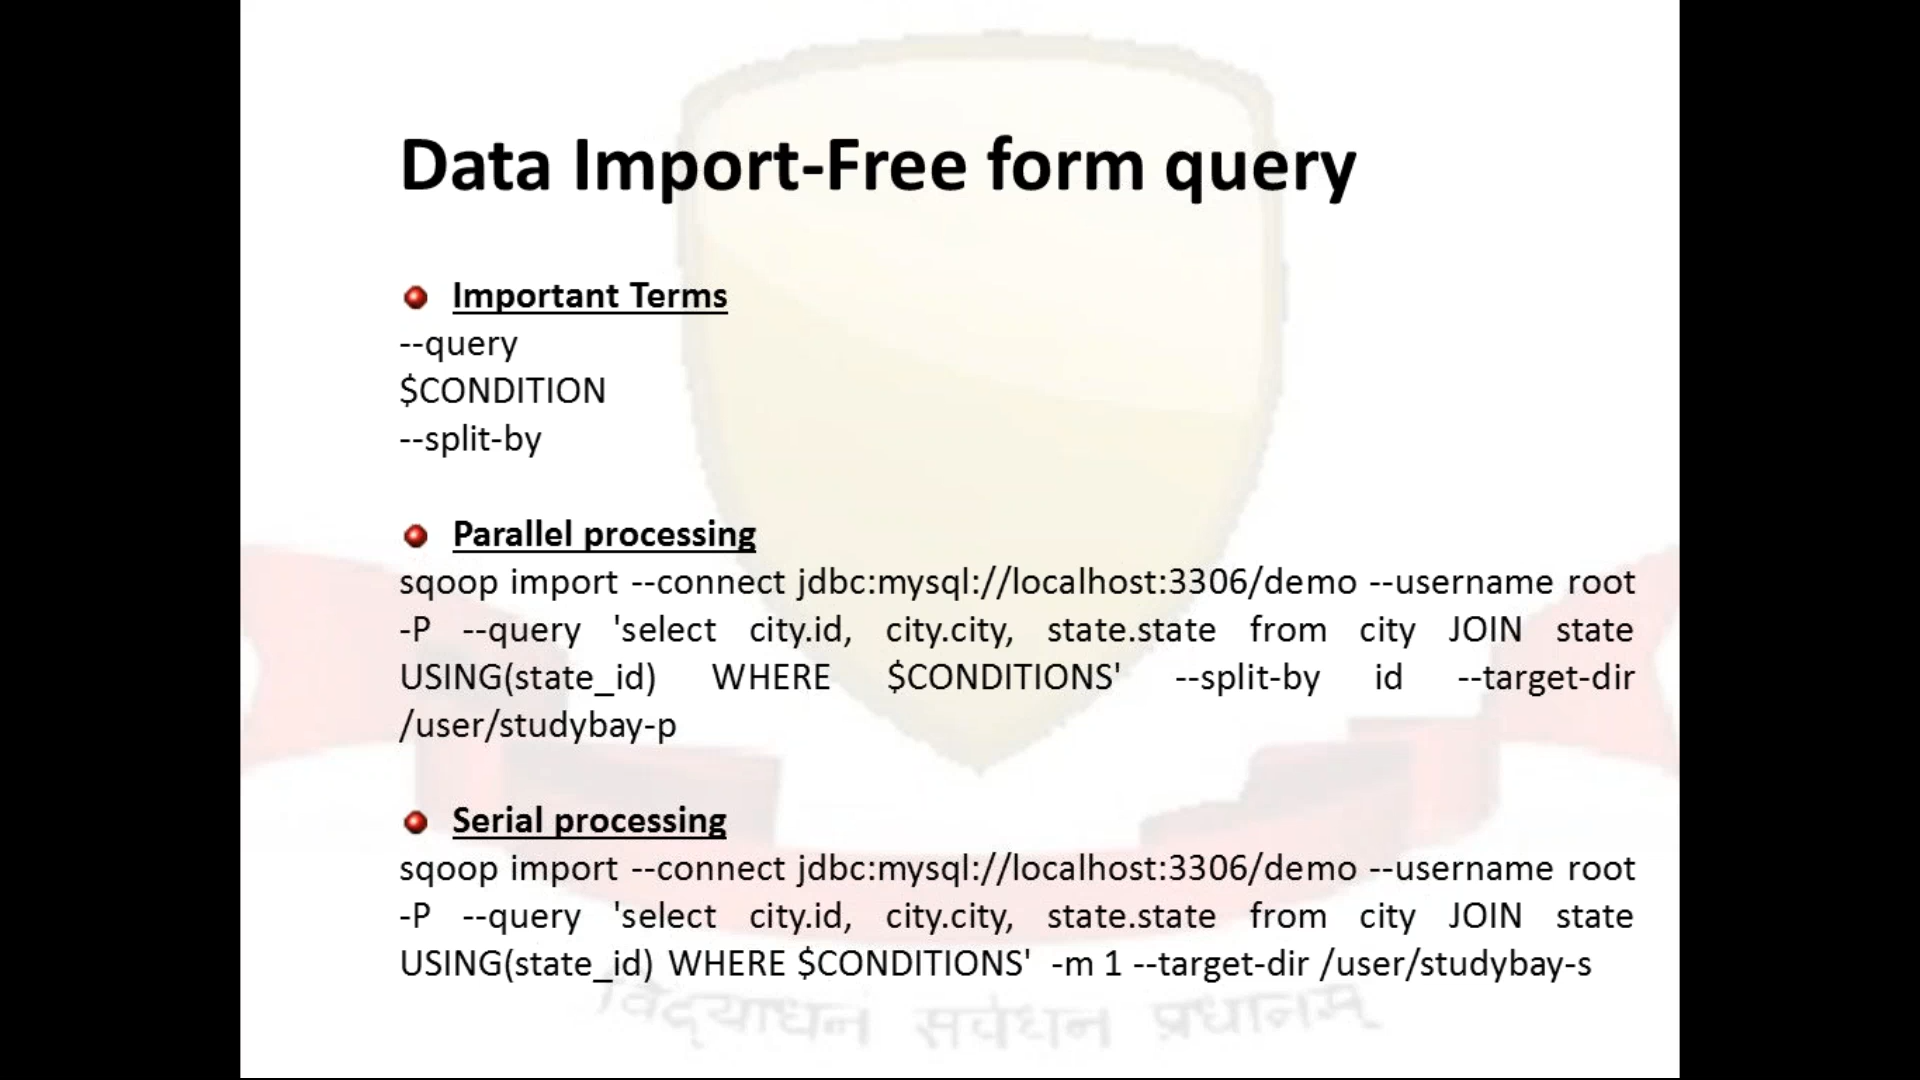 Data Import-Free form query
Important Terms
--query
$CONDITION
--split-by
Parallel processing
sqoop import --connect jdbc:mysql://localhost:3306/demo --username root
-P --query 'select city.id, city.city, state.state from city JOIN state
USING(state_id) WHERE $CONDITIONS' --split-by id --target-dir
/user/studybay-p
Serial processing
sqoop import --connect jdbc:mysql://localhost:3306/demo --username root
-P --query 'select city.id, city.city, state.state from city JOIN state
USING(state_id) WHERE $CONDITIONS' -m 1 --target-dir /user/studybay-s